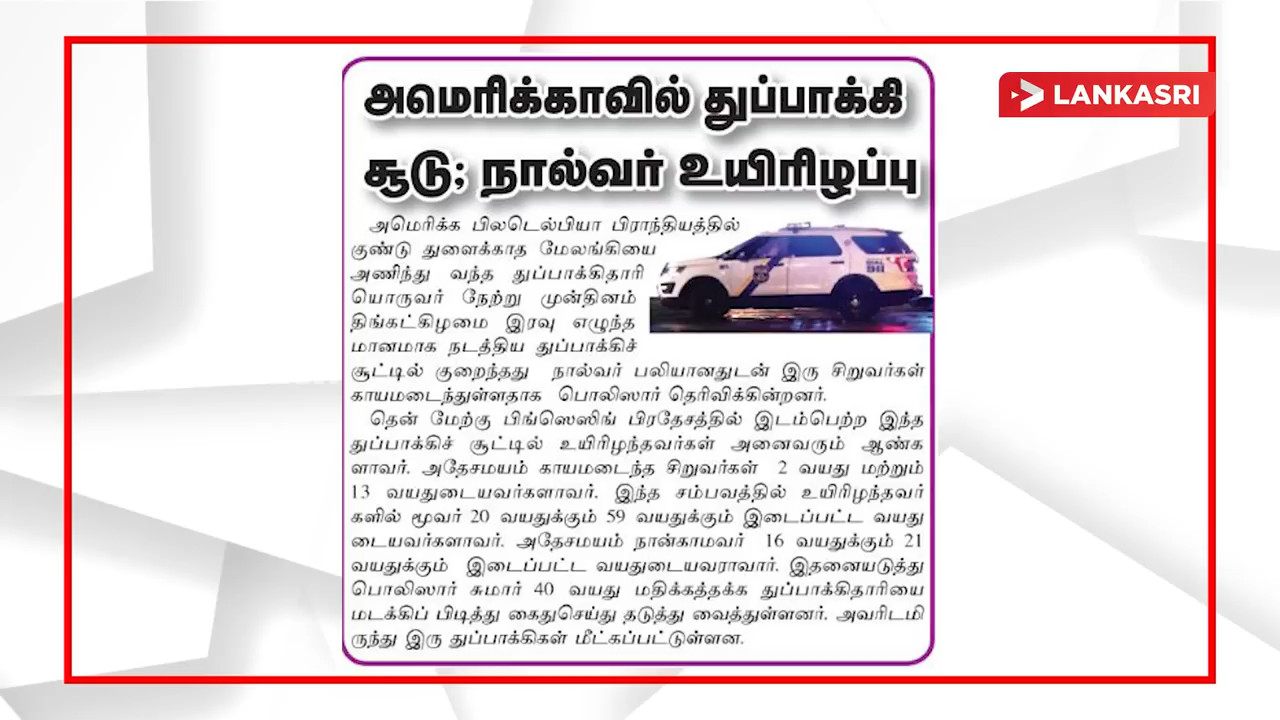 LANKASRI
அமெரிக்காவில் துப்பாக்கி
சூடு; நால்வர் உயிரிழப்பு
அமெரிக்க பிலடெல்பியா பிராந்தியத்தில்
குண்டு துளைக்காத மேலங்கியை
அணிந்து வந்த துப்பாக்கிதாரி
யொருவர் நேற்று முன்தினம்
திங்கட்கிழமை இரவு எழுந்த
மானமாக நடத்திய துப்பாக்கிச்
சூட்டில் குறைந்தது நால்வர் பலியானதுடன் இரு சிறுவர்கள்
காயமடைந்துள்ளதாக பொலிஸார் தெரிவிக்கின்றனர்.
தென் மேற்கு பிங்ஸெஸிங் பிரதேசத்தில் இடம்பெற்ற இந்த
துப்பாக்கிச் சூட்டில் உயிரிழந்தவர்கள் அனைவரும் ஆண்க
ளாவர். அதேசமயம் காயமடைந்த சிறுவர்கள் 2 வயது மற்றும்
13 வயதுடையவர்களாவர். இந்த சம்பவத்தில் உயிரிழந்தவர்
களில் மூவர் 20 வயதுக்கும் 59 வயதுக்கும் இடைப்பட்ட வயது
டையவர்களாவர். அதேசமயம் நான்காமவர் 16 வயதுக்கும் 21
வயதுக்கும் இடைப்பட்ட வயதுடையவராவார். இதனையடுத்து
பொலிஸார் சுமார் 40 வயது மதிக்கத்தக்க துப்பாக்கிதாரியை
மடக்கிப் பிடித்து கைதுசெய்து தடுத்து வைத்துள்ளனர். அவரிடமி
ருந்து இரு துப்பாக்கிகள் மீட்கப்பட்டுள்ளன.